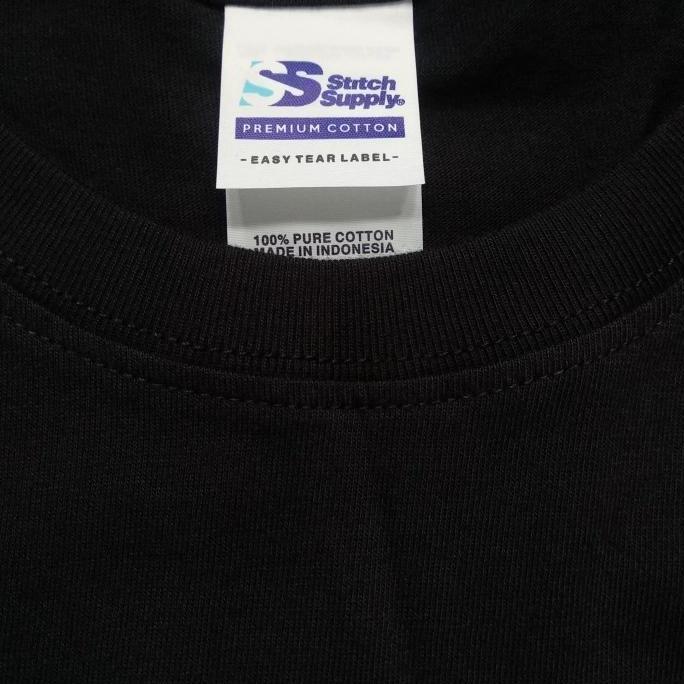 SS Stitch
Supply®
PREMIUM COTTON
-EASY TEAR LABEL-
100% PURE COTTON
MADE IN INDONESIA